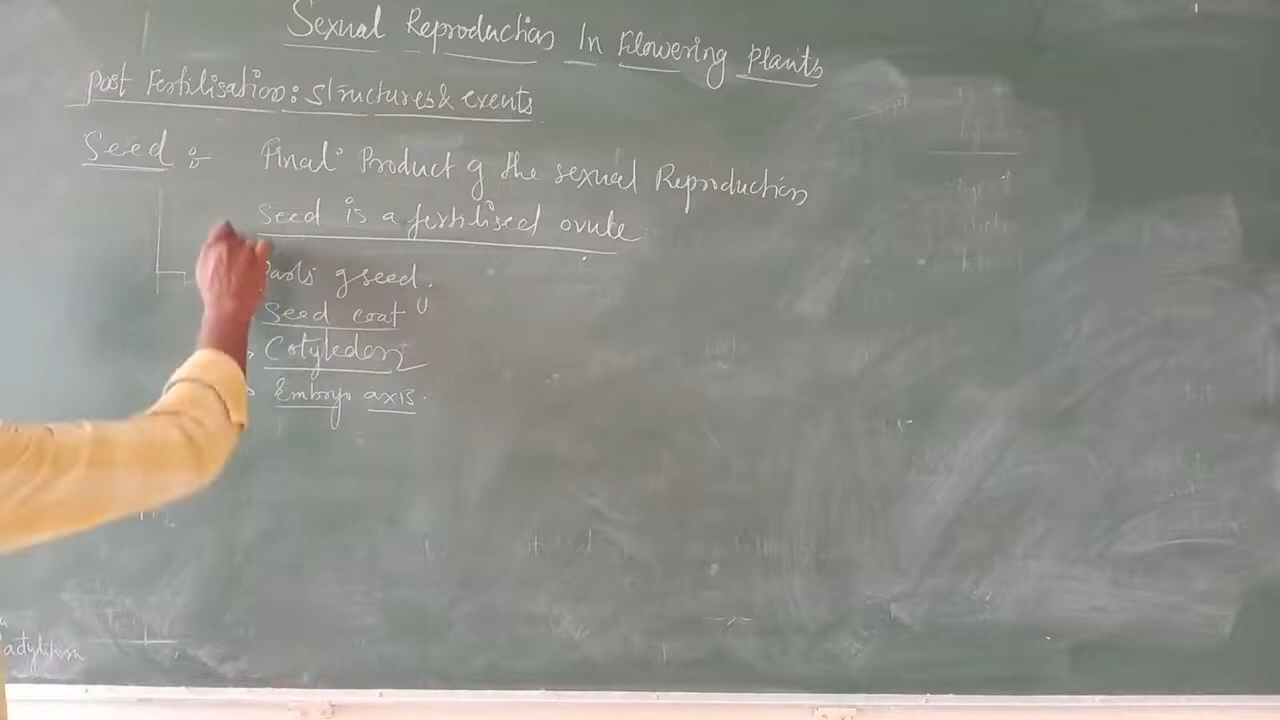 Sexual Reproduction In Flowering Plants
Post Fertilisation: Structures & events
Seed :-
Final Product of the sexual Reproduction
Seed is a fertilised ovule
Parts of seed.
Seed coat
Cotyledons
Embryo axis.